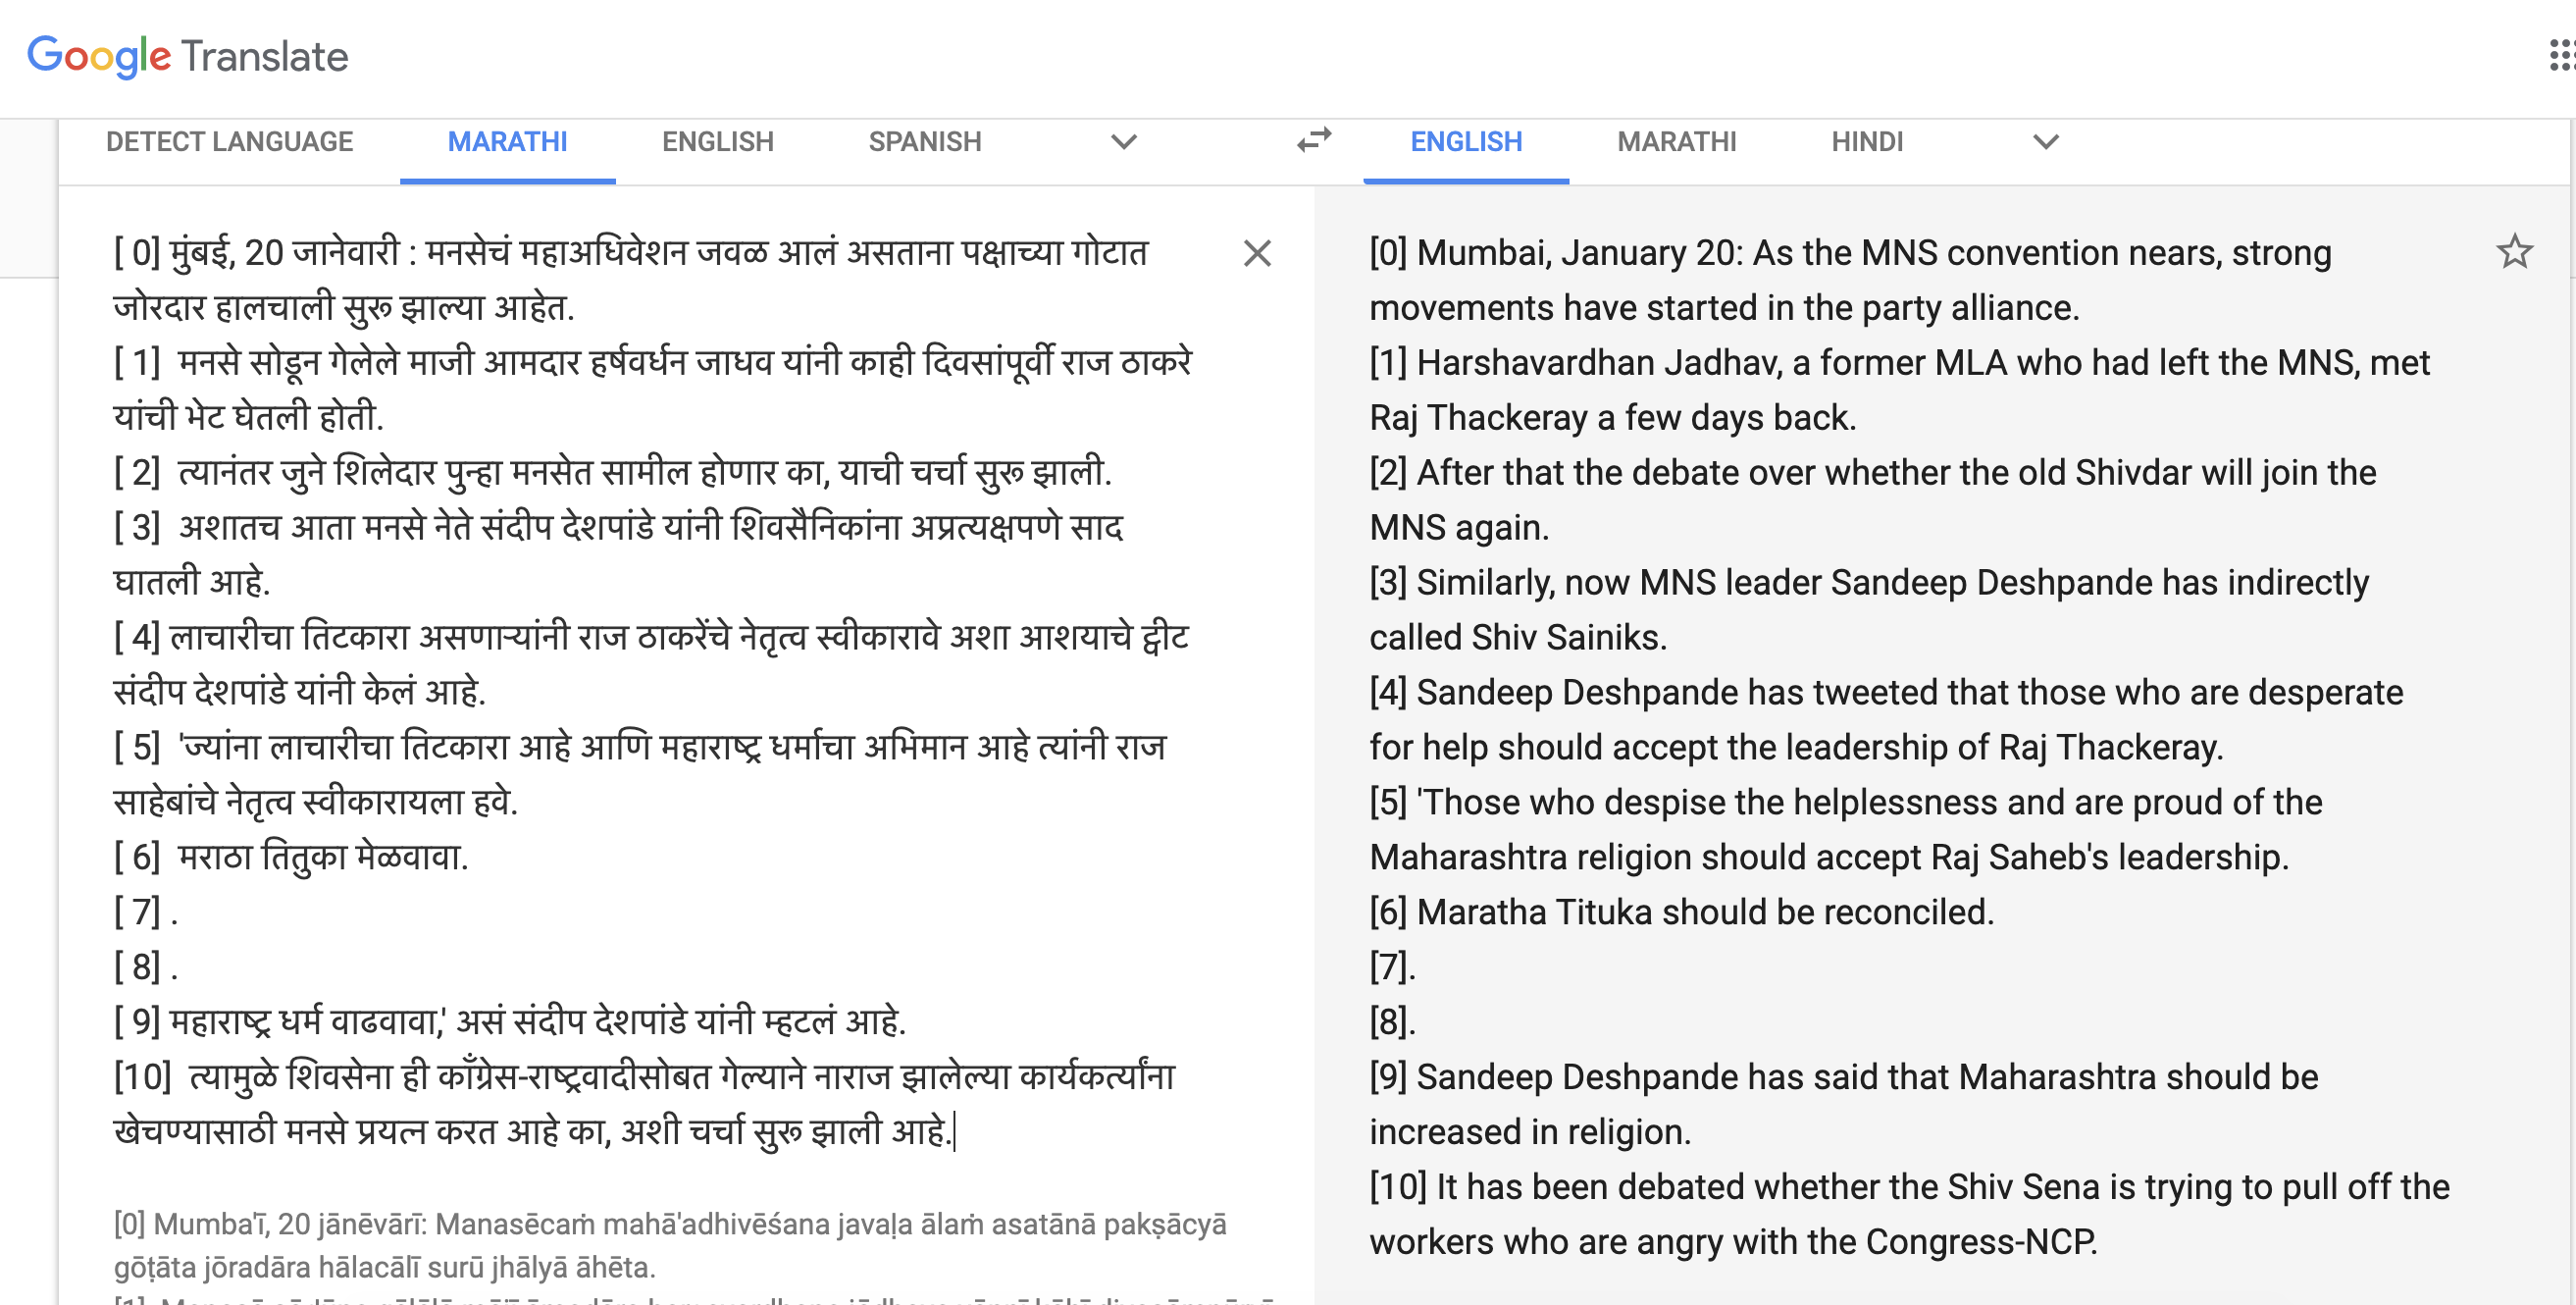 Google Translate
DETECT LANGUAGE MARATHI ENGLISH SPANISH ENGLISH MARATHI HINDI
[ 0] मुंबई, 20 जानेवारी : मनसेचं महाअधिवेशन जवळ आलं असताना पक्षाच्या गोटात
जोरदार हालचाली सुरू झाल्या आहेत.
[ 1] मनसे सोडून गेलेले माजी आमदार हर्षवर्धन जाधव यांनी काही दिवसांपूर्वी राज ठाकरे
यांची भेट घेतली होती.
[ 2] त्यानंतर जुने शिलेदार पुन्हा मनसेत सामील होणार का, याची चर्चा सुरू झाली.
[ 3] अशातच आता मनसे नेते संदीप देशपांडे यांनी शिवसैनिकांना अप्रत्यक्षपणे साद
घातली आहे.
[ 4] लाचारीचा तिटकारा असणाऱ्यांनी राज ठाकरेंचे नेतृत्व स्वीकारावे अशा आशयाचे ट्वीट
संदीप देशपांडे यांनी केलं आहे.
[ 5] 'ज्यांना लाचारीचा तिटकारा आहे आणि महाराष्ट्र धर्माचा अभिमान आहे त्यांनी राज
साहेबांचे नेतृत्व स्वीकारायला हवे.
[ 6] मराठा तितुका मेळवावा.
[ 7] .
[ 8] .
[ 9] महाराष्ट्र धर्म वाढवावा,' असं संदीप देशपांडे यांनी म्हटलं आहे.
[10] त्यामुळे शिवसेना ही काँग्रेस-राष्ट्रवादीसोबत गेल्याने नाराज झालेल्या कार्यकर्त्यांना
खेचण्यासाठी मनसे प्रयत्न करत आहे का, अशी चर्चा सुरू झाली आहे.
[0] Mumba'ī, 20 jānēvārī: Manasēcaṁ mahā'adhivēśana javaḷa ālaṁ asatānā pakṣācyā
gōṭāta jōradāra hālacālī surū jhālyā āhēta.
[0] Mumbai, January 20: As the MNS convention nears, strong
movements have started in the party alliance.
[1] Harshavardhan Jadhav, a former MLA who had left the MNS, met
Raj Thackeray a few days back.
[2] After that the debate over whether the old Shivdar will join the
MNS again.
[3] Similarly, now MNS leader Sandeep Deshpande has indirectly
called Shiv Sainiks.
[4] Sandeep Deshpande has tweeted that those who are desperate
for help should accept the leadership of Raj Thackeray.
[5] 'Those who despise the helplessness and are proud of the
Maharashtra religion should accept Raj Saheb's leadership.
[6] Maratha Tituka should be reconciled.
[7].
[8].
[9] Sandeep Deshpande has said that Maharashtra should be
increased in religion.
[10] It has been debated whether the Shiv Sena is trying to pull off the
workers who are angry with the Congress-NCP.